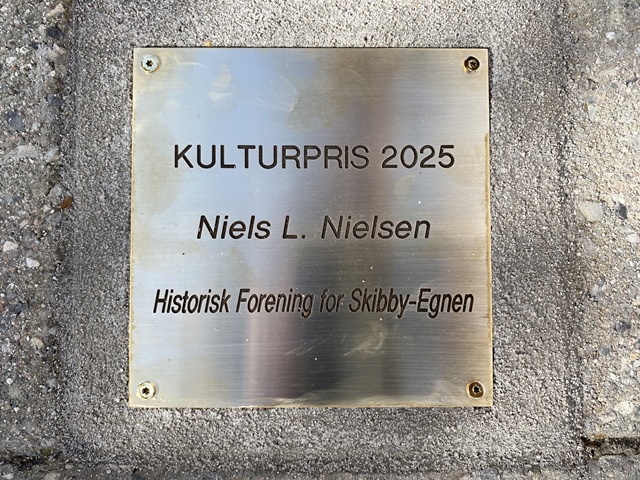 KULTURPRIS 2025
Niels L. Nielsen
Historisk Forening for Skibby-Egnen